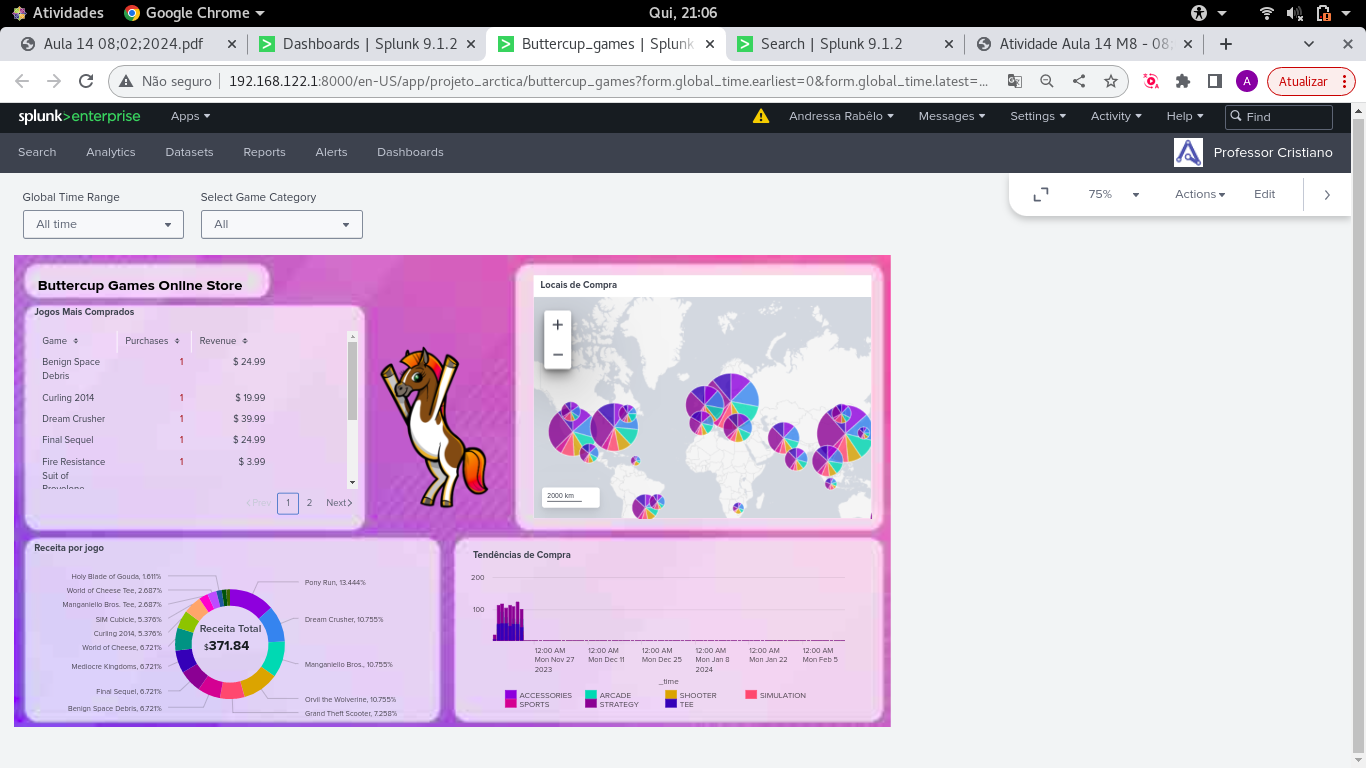 Atividades
Google Chrome
Qui, 21:06
Aula 14 08;02;2024.pdf
Dashboards | Splunk 9.1.2
Buttercup_games | Splunk
Search | Splunk 9.1.2
Atividade Aula 14 M8 - 08;
Não seguro
192.168.122.1:8000/en-US/app/projeto_arctica/buttercup_games?form.global_time.earliest=0&form.global_time.latest=...
A
Atualizar
splunk>enterprise
Apps
Andressa Rabêlo
Messages
Settings
Activity
Help
Find
Search
Analytics
Datasets
Reports
Alerts
Dashboards
Professor Cristiano
Global Time Range
Select Game Category
All time
All
75%
Actions
Edit
Buttercup Games Online Store
Jogos Mais Comprados
Game
Purchases
Revenue
Benign Space
Debris
1
$ 24.99
Curling 2014
1
$ 19.99
Dream Crusher
1
$ 39.99
Final Sequel
1
$ 24.99
Fire Resistance
Suit of
Provolone
1
$ 3.99
< Prev
1
2
Next >
Locais de Compra
+
−
2000 km
Receita por jogo
Holy Blade of Gouda, 1.611%
World of Cheese Tee, 2.687%
Manganiello Bros. Tee, 2.687%
SIM Cubicle, 5.376%
Curling 2014, 5.376%
World of Cheese, 6.721%
Mediocre Kingdoms, 6.721%
Final Sequel, 6.721%
Benign Space Debris, 6.721%
Pony Run, 13.444%
Dream Crusher, 10.755%
Manganiello Bros., 10.755%
Orvil the Wolverine, 10.755%
Grand Theft Scooter, 7.258%
Receita Total
$371.84
Tendências de Compra
200
100
12:00 AM
Mon Nov 27
2023
12:00 AM
Mon Dec 11
12:00 AM
Mon Dec 25
12:00 AM
Mon Jan 8
2024
12:00 AM
Mon Jan 22
12:00 AM
Mon Feb 5
_time
ACCESSORIES
ARCADE
SHOOTER
SIMULATION
SPORTS
STRATEGY
TEE